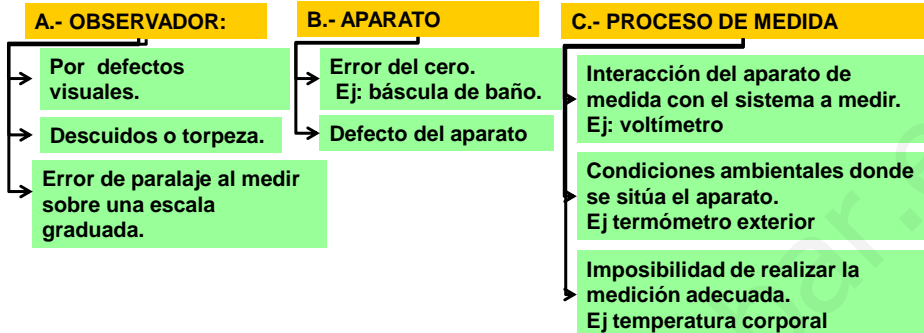 A.- OBSERVADOR:
Por defectos
visuales.
Descuidos o torpeza.
Error de paralaje al medir
sobre una escala
graduada.
B.- APARATO
Error del cero.
Ej: báscula de baño.
Defecto del aparato
C.- PROCESO DE MEDIDA
Interacción del aparato de
medida con el sistema a medir.
Ej: voltímetro
Condiciones ambientales donde
se sitúa el aparato.
Ej termómetro exterior
Imposibilidad de realizar la
medición adecuada.
Ej temperatura corporal